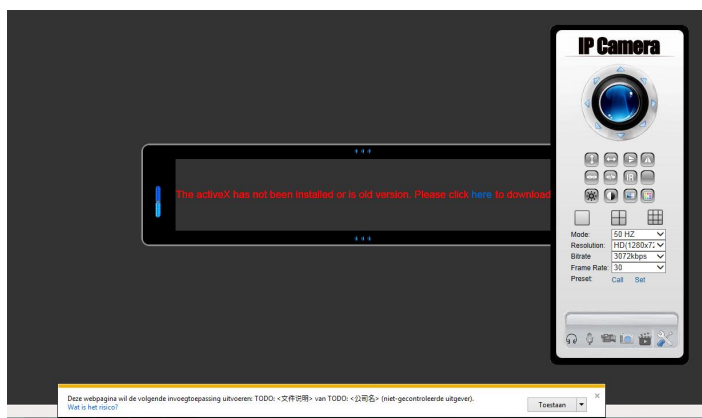 IP Camera
The activeX has not been installed or is old version. Please click here to download
Mode: 50 HZ
Resolution: HD(1280x72
Bitrate 3072kbps
Frame Rate: 30
Preset: Call Set
Deze webpagina wil de volgende invoegtoepassing uitvoeren: TODO: <文件说明> van TODO: <公司名> (niet-gecontroleerde uitgever).
Wat is het risico?
Toestaan